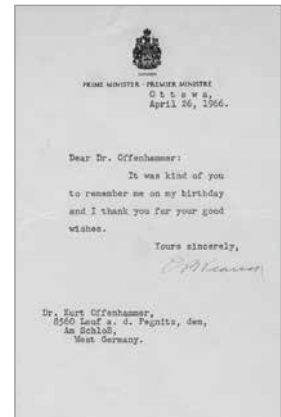 PRIME MINISTER · PREMIER MINISTRE
Ottawa,
April 26, 1966.
Dear Dr. Offenhammer:
It was kind of you
to remember me on my birthday
and I thank you for your good
wishes.
Yours sincerely,
Dr. Kurt Offenhammer,
8560 Lauf a. d. Pegnitz, den,
Am Schloß,
West Germany.